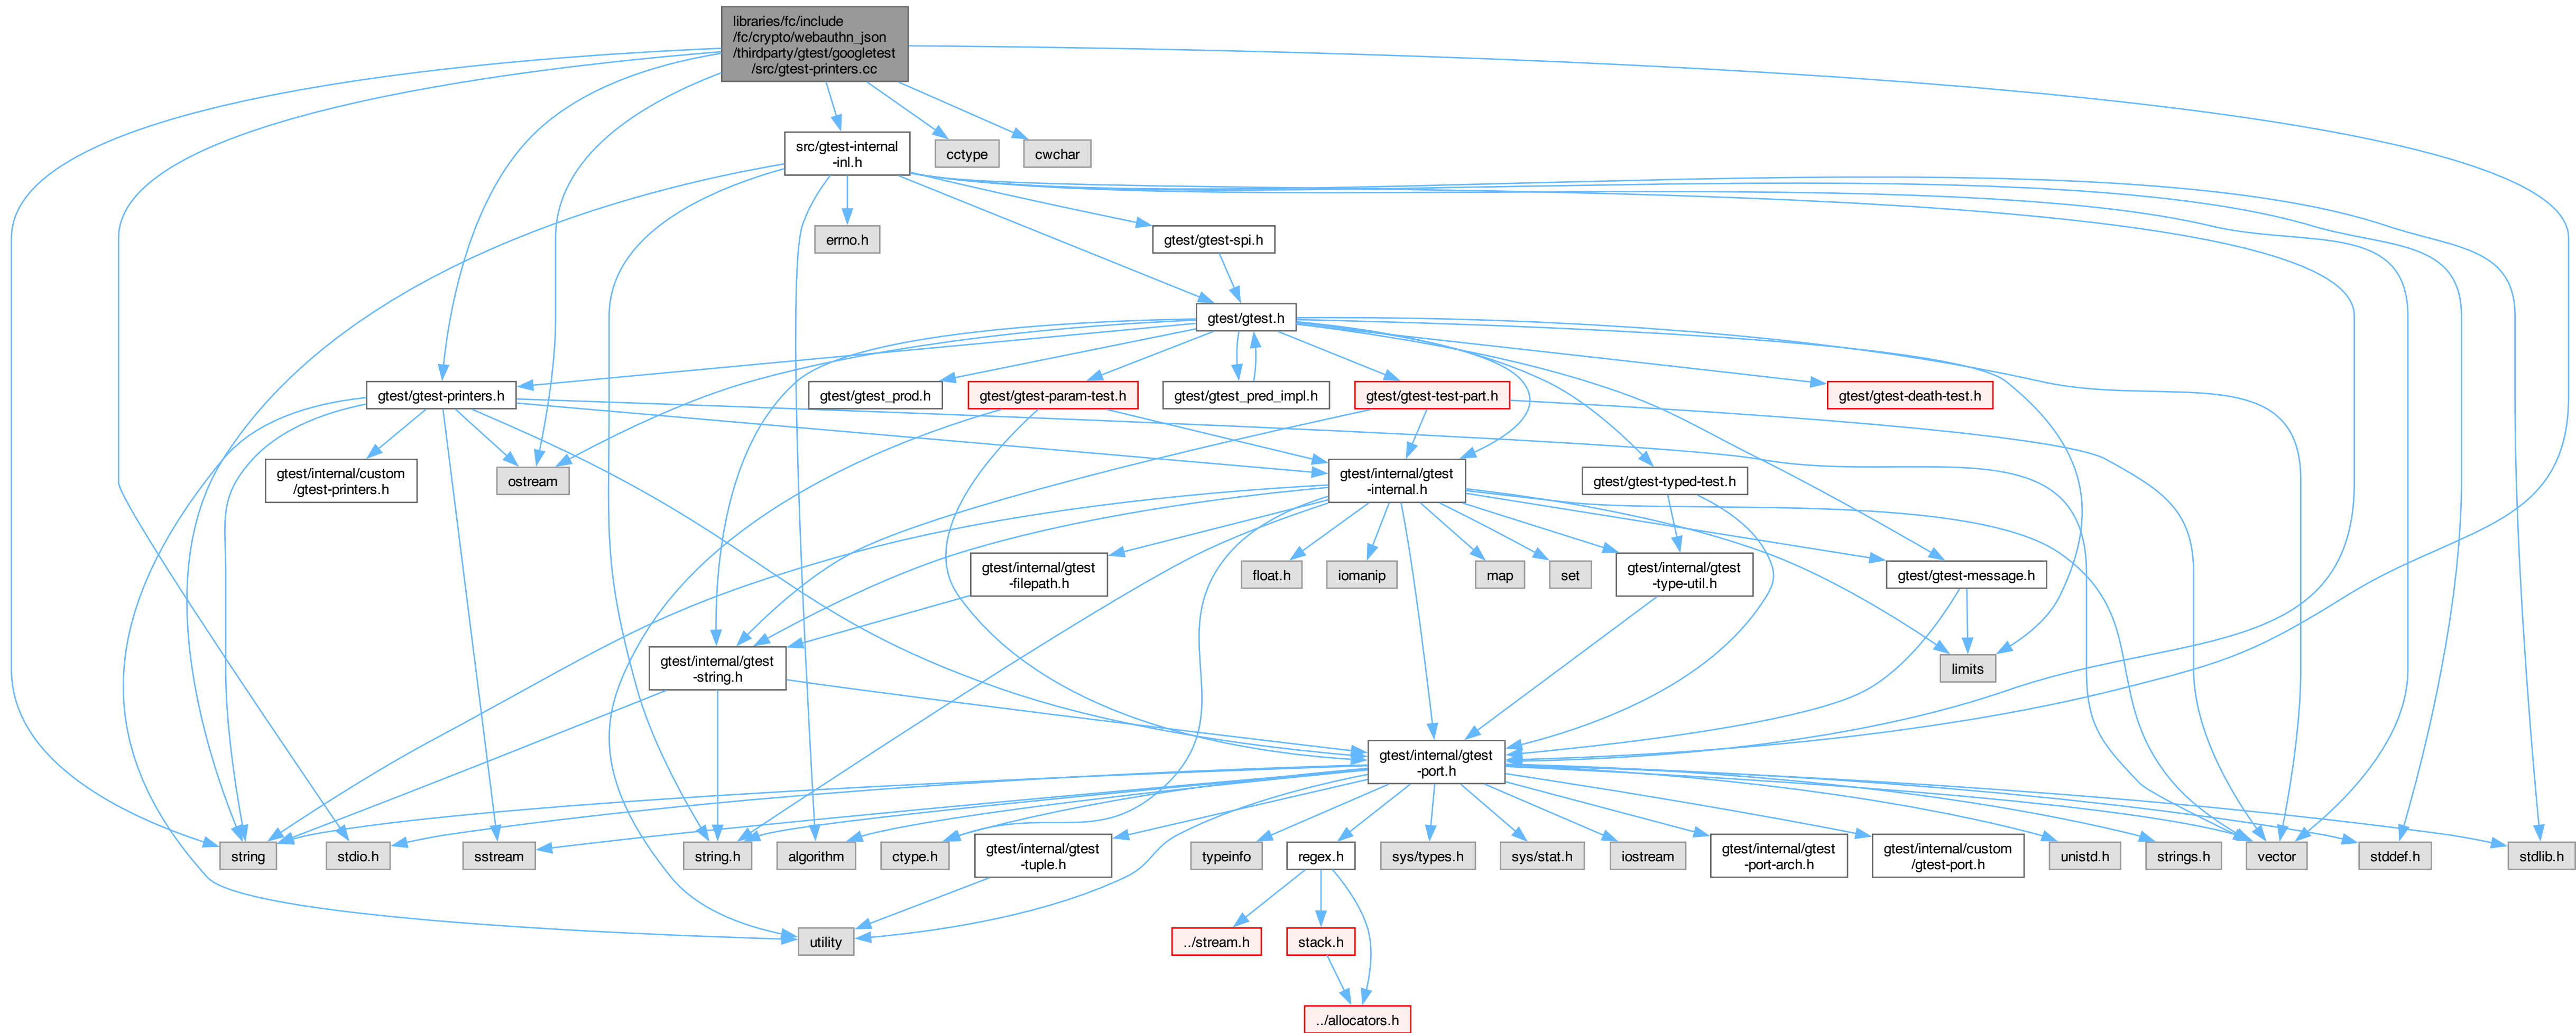 libraries/fc/include
/fc/crypto/webauthn_json
/thirdparty/gtest/googletest
/src/gtest-printers.cc
src/gtest-internal
-inl.h
cctype
cwchar
errno.h
gtest/gtest-spi.h
gtest/gtest.h
gtest/gtest-printers.h
gtest/gtest_prod.h
gtest/gtest-param-test.h
gtest/gtest_pred_impl.h
gtest/gtest-test-part.h
gtest/gtest-death-test.h
gtest/internal/custom
/gtest-printers.h
ostream
gtest/internal/gtest
-internal.h
gtest/gtest-typed-test.h
gtest/internal/gtest
-filepath.h
float.h
iomanip
map
set
gtest/internal/gtest
-type-util.h
gtest/gtest-message.h
gtest/internal/gtest
-string.h
limits
gtest/internal/gtest
-port.h
string
stdio.h
sstream
string.h
algorithm
ctype.h
gtest/internal/gtest
-tuple.h
typeinfo
regex.h
sys/types.h
sys/stat.h
iostream
gtest/internal/gtest
-port-arch.h
gtest/internal/custom
/gtest-port.h
unistd.h
strings.h
vector
stddef.h
stdlib.h
utility
../stream.h
stack.h
../allocators.h